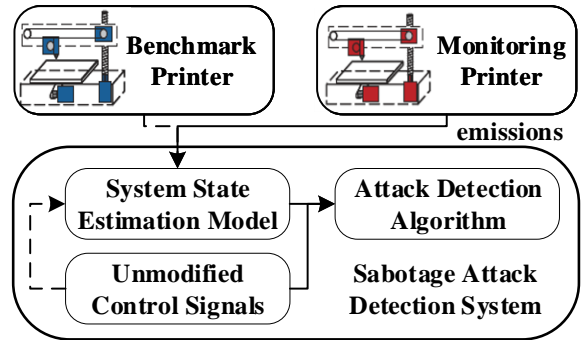 Benchmark
Printer
Monitoring
Printer
emissions
System State
Estimation Model
Attack Detection
Algorithm
Unmodified
Control Signals
Sabotage Attack
Detection System